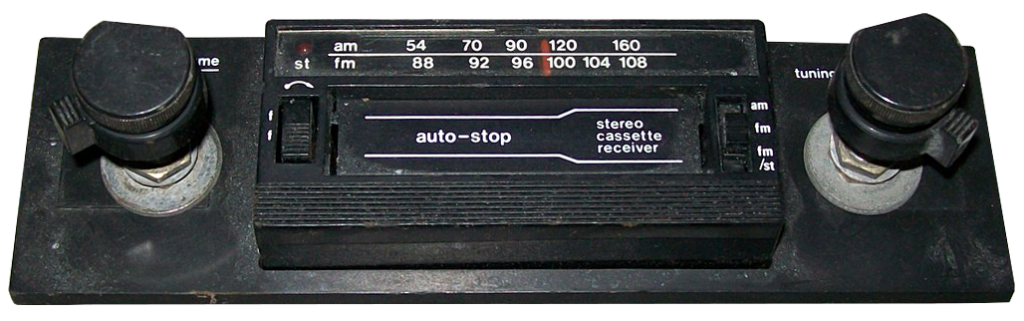 am 54 70 90 120 160
st fm 88 92 96 100 104 108
me
tuning
f
f
auto-stop
stereo
cassette
receiver
am
fm
fm
/st